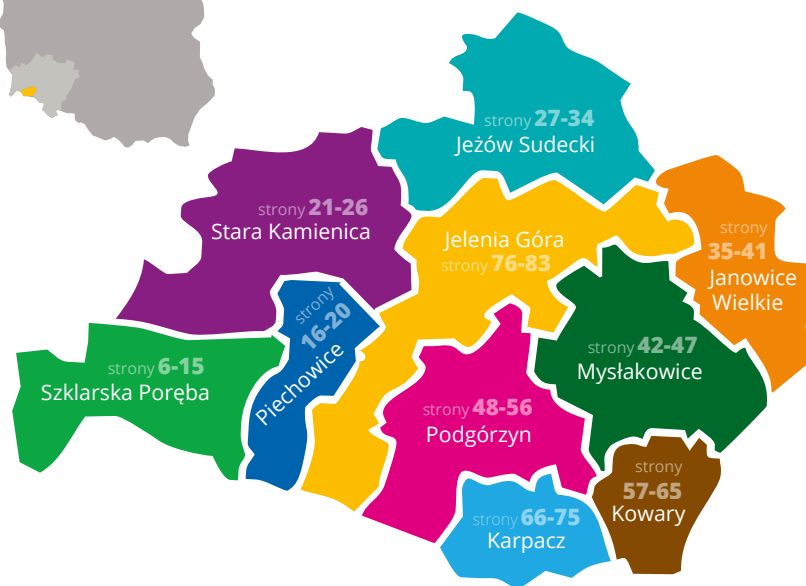 strony 27-34
Jeżów Sudecki
strony 21-26
Stara Kamienica
Jelenia Góra
strony 76-83
strony
35-41
Janowice
Wielkie
strony
16-20
Piechowice
strony 6-15
Szklarska Poręba
strony 42-47
Mysłakowice
strony 48-56
Podgórzyn
strony
57-65
Kowary
strony 66-75
Karpacz